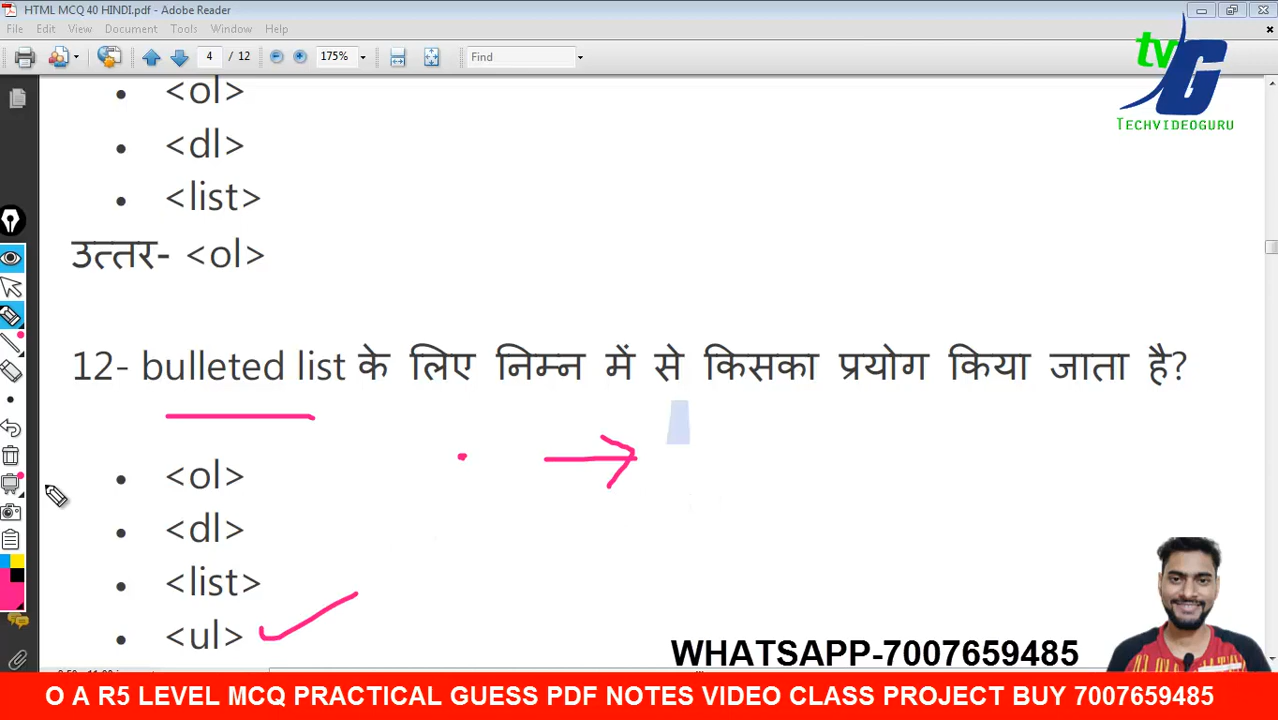 HTML MCQ 40 HINDI.pdf - Adobe Reader
File Edit View Document Tools Window Help
4 / 12 175% Find
tv
G
TECHVIDEOGURU
• <ol>
• <dl>
• <list>
उत्तर- <ol>
12- bulleted list के लिए निम्न में से किसका प्रयोग किया जाता है?
• <ol>
• <dl>
• <list>
• <ul>
WHATSAPP-7007659485
O A R5 LEVEL MCQ PRACTICAL GUESS PDF NOTES VIDEO CLASS PROJECT BUY 7007659485